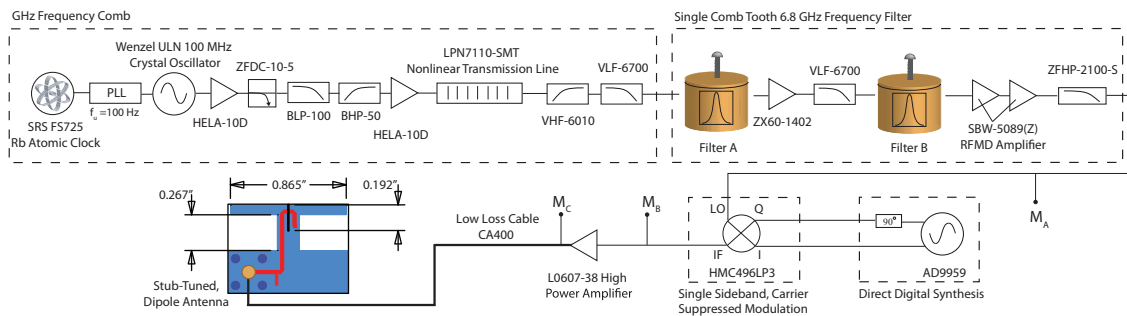 GHz Frequency Comb
Single Comb Tooth 6.8 GHz Frequency Filter
Wenzel ULN 100 MHz
Crystal Oscillator
ZFDC-10-5
LPN7110-SMT
Nonlinear Transmission Line
VLF-6700
VLF-6700
ZFHP-2100-S
PLL
f_u =100 Hz
SRS FS725
Rb Atomic Clock
HELA-10D
BLP-100
BHP-50
HELA-10D
VHF-6010
Filter A
ZX60-1402
Filter B
SBW-5089(Z)
RFMD Amplifier
0.267”
0.865”
0.192”
Stub-Tuned,
Dipole Antenna
Low Loss Cable
CA400
M_C
M_B
L0607-38 High
Power Amplifier
LO
Q
IF
I
HMC496LP3
Single Sideband, Carrier
Suppressed Modulation
90°
AD9959
Direct Digital Synthesis
M_A